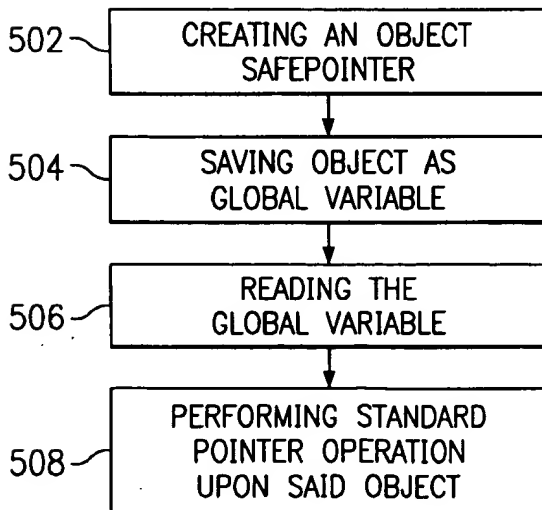 502
CREATING AN OBJECT
SAFEPOINTER
504
SAVING OBJECT AS
GLOBAL VARIABLE
506
READING THE
GLOBAL VARIABLE
508
PERFORMING STANDARD
POINTER OPERATION
UPON SAID OBJECT